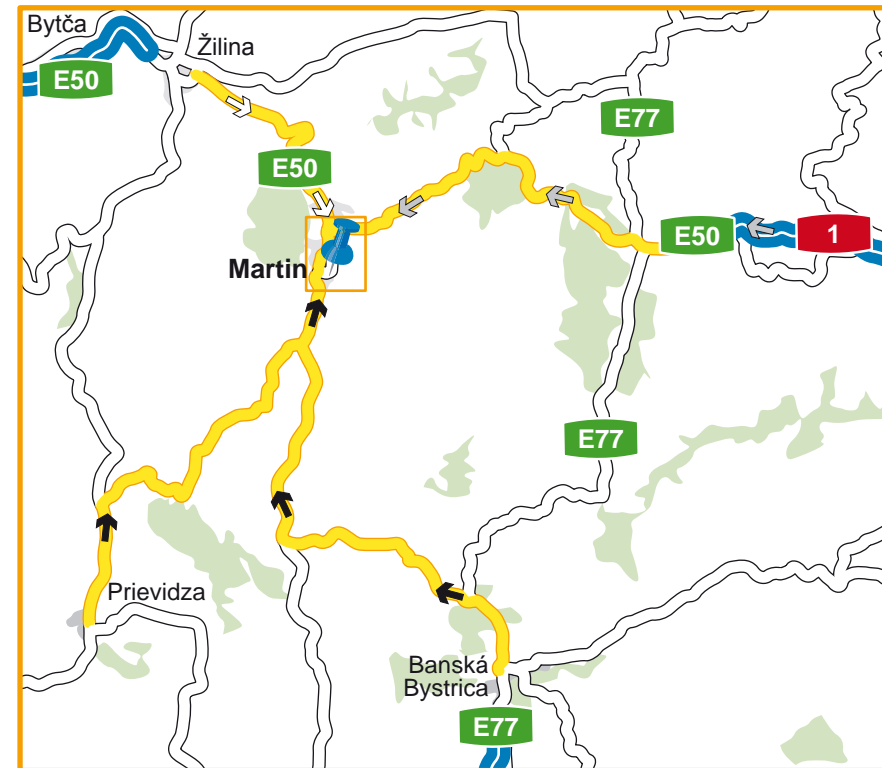 Bytča
Žilina
E50
E77
E50
E50
1
Martin
E77
Prievidza
Banská
Bystrica
E77